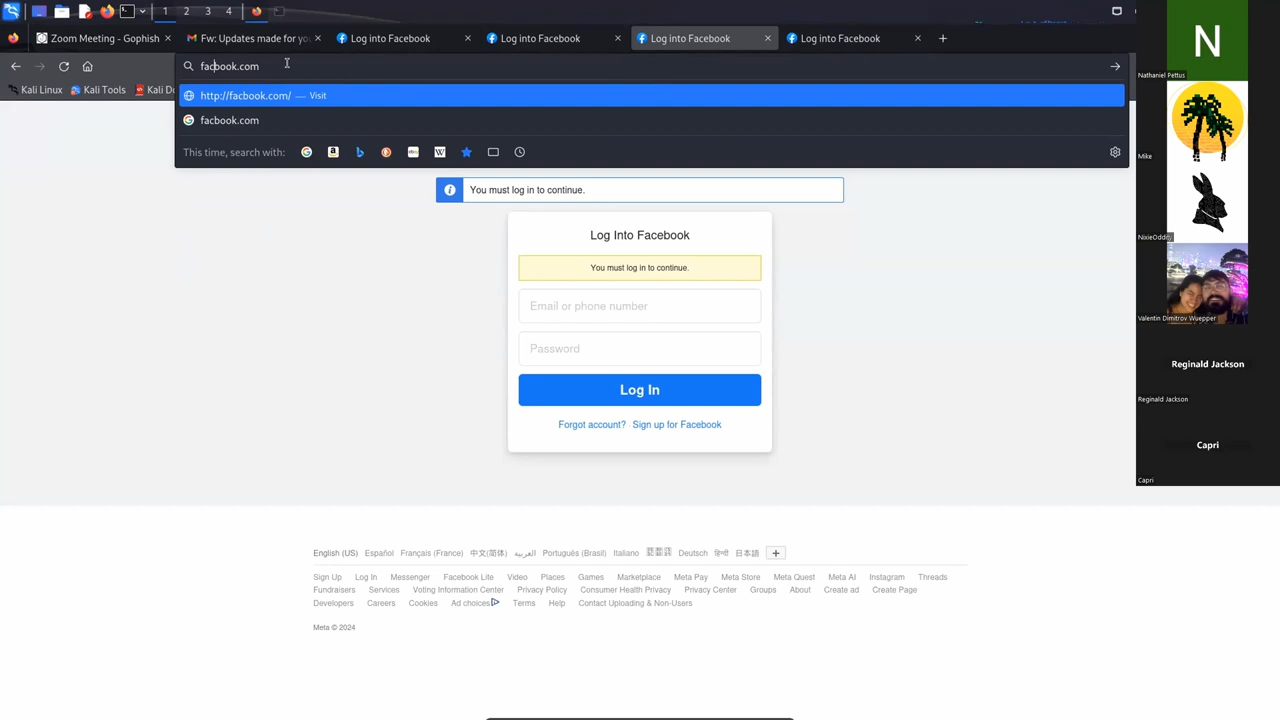 1 2 3 4
Zoom Meeting - Gophish
Fw: Updates made for yo
Log into Facebook
Log into Facebook
Log into Facebook
Log into Facebook
facbook.com
Kali Linux
Kali Tools
Kali Do
http://facbook.com/ — Visit
facbook.com
This time, search with:
You must log in to continue.
Log Into Facebook
You must log in to continue.
Email or phone number
Password
Log In
Forgot account? · Sign up for Facebook
English (US) Español Français (France) 中文(简体) العربية Português (Brasil) Italiano Deutsch हिन्दी 日本語
Sign Up Log In Messenger Facebook Lite Video Places Games Marketplace Meta Pay Meta Store Meta Quest Meta AI Instagram Threads
Fundraisers Services Voting Information Center Privacy Policy Consumer Health Privacy Privacy Center Groups About Create ad Create Page
Developers Careers Cookies Ad choices Terms Help Contact Uploading & Non-Users
Meta © 2024
N
Nathaniel Pettus
Mike
NixieOddity
Valentin Dimitrov Wuepper
Reginald Jackson
Reginald Jackson
Capri
Capri